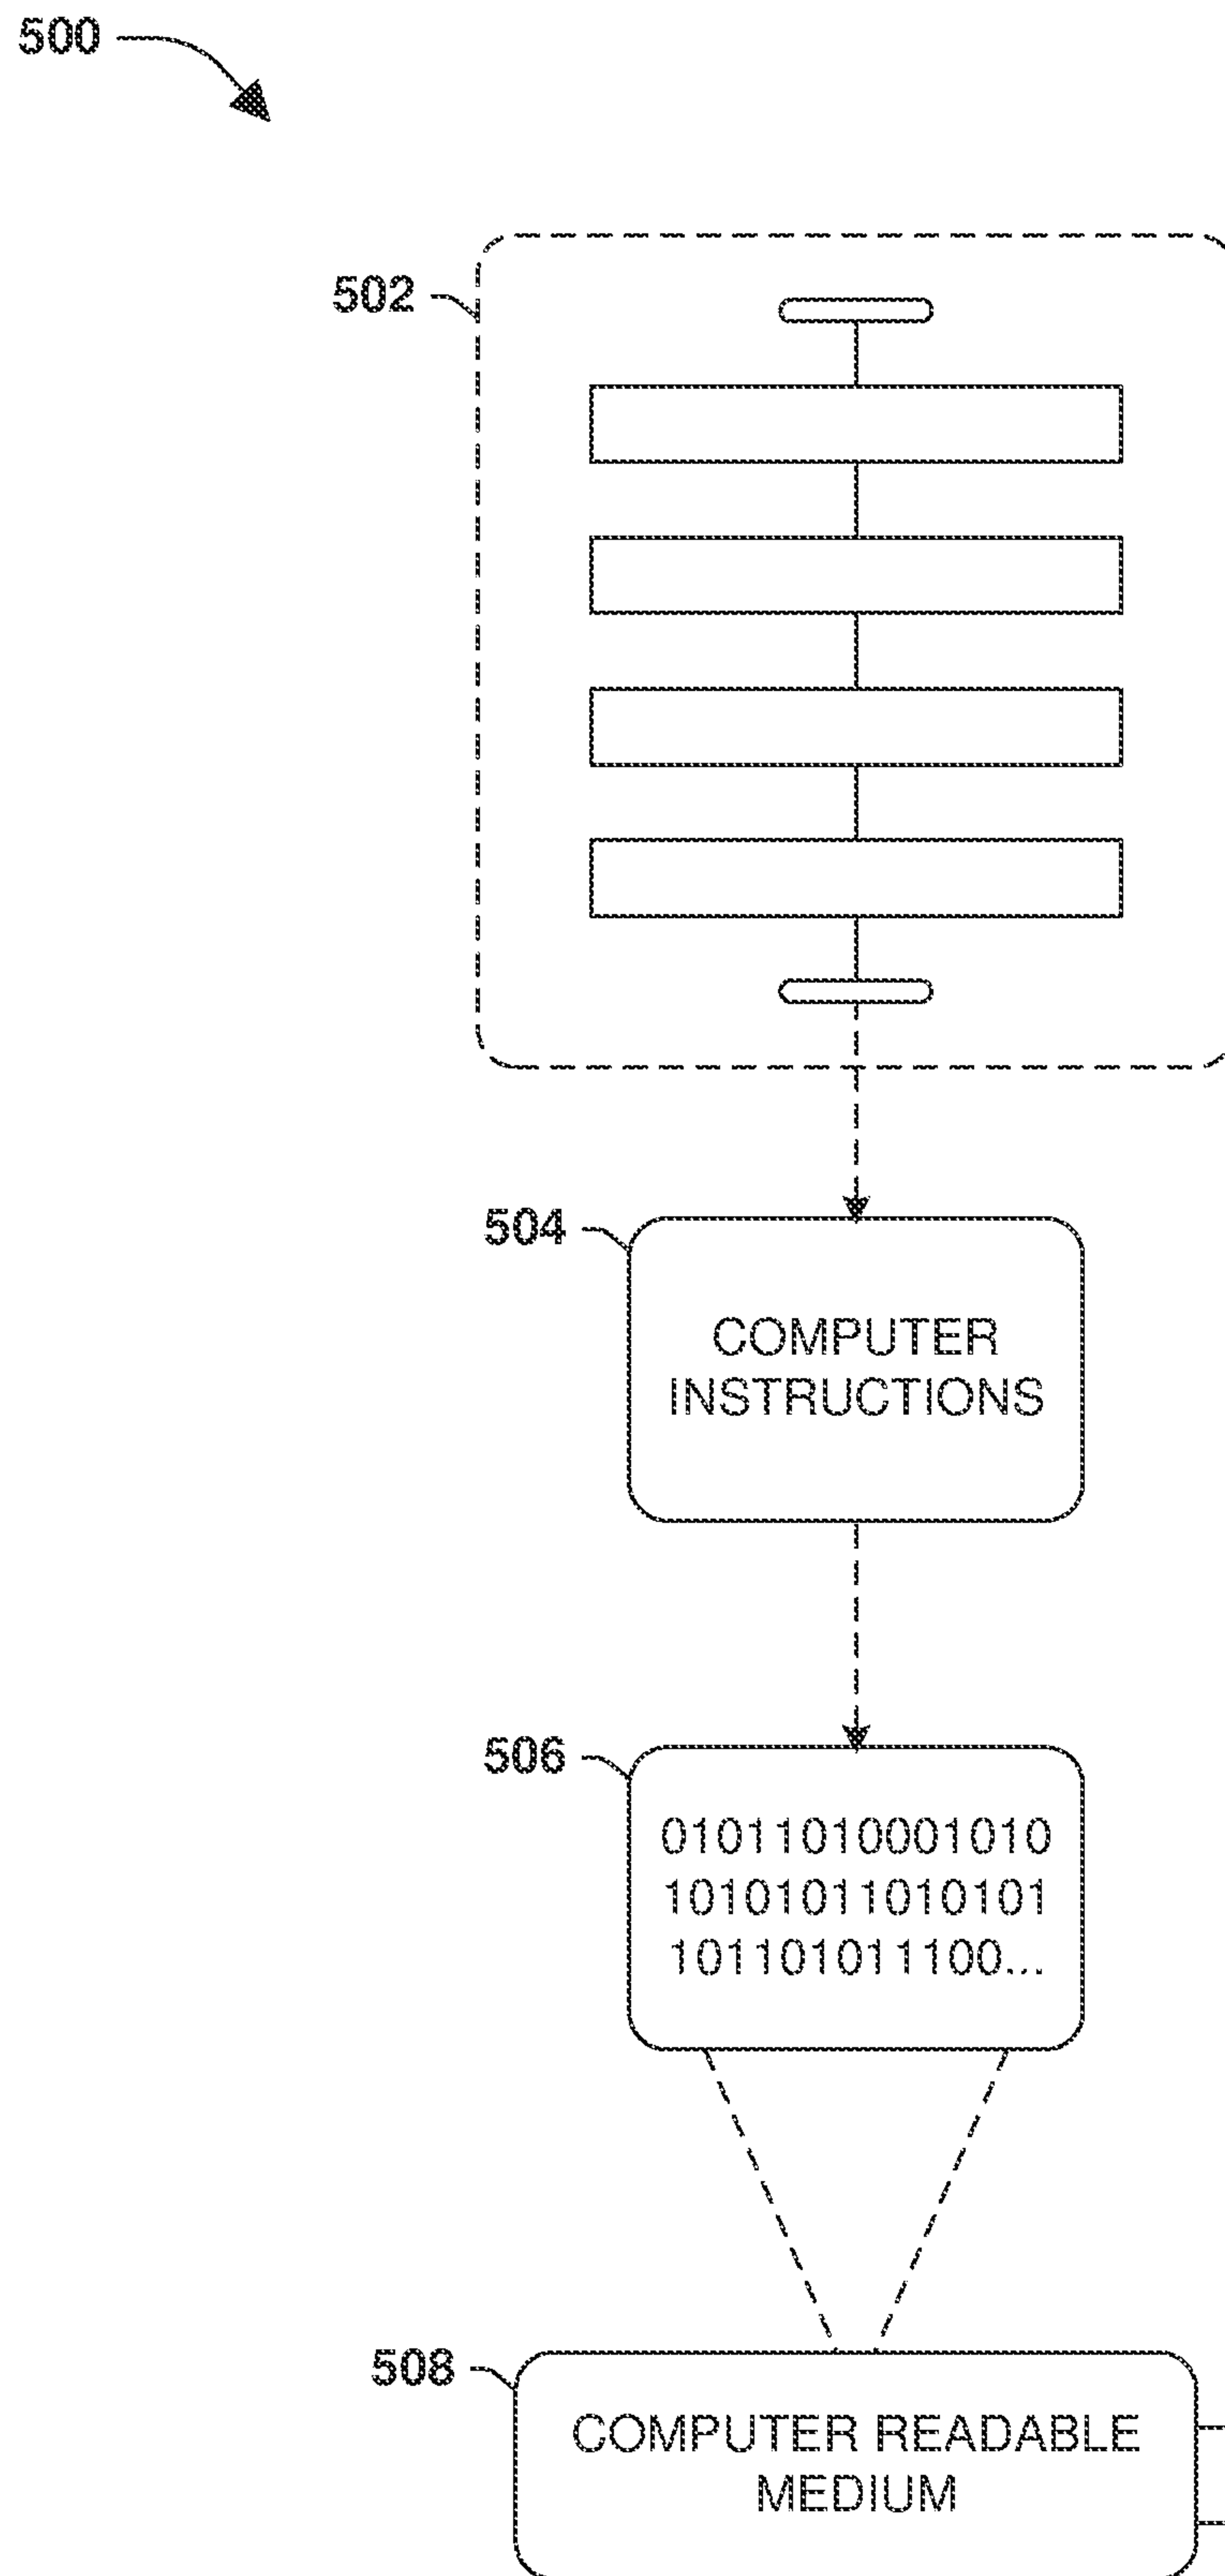 500
502
504
COMPUTER
INSTRUCTIONS
506
01011010001010
10101011010101
101101011100...
508
COMPUTER READABLE
MEDIUM